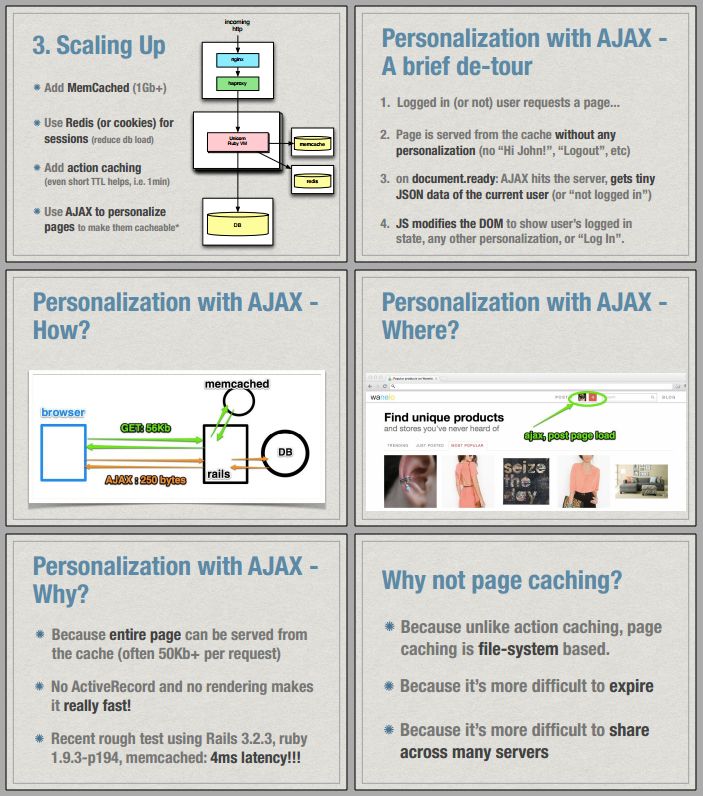 3. Scaling Up
Add MemCached (1Gb+)
Use Redis (or cookies) for
sessions (reduce db load)
Add action caching
(even short TTL helps, i.e. 1min)
Use AJAX to personalize
pages to make them cacheable*
incoming
http
nginx
haproxy
Unicorn
Ruby VM
memcache
redis
DB
Personalization with AJAX -
A brief de-tour
1. Logged in (or not) user requests a page...
2. Page is served from the cache without any
personalization (no “Hi John!”, “Logout”, etc)
3. on document.ready: AJAX hits the server, gets tiny
JSON data of the current user (or “not logged in”)
4. JS modifies the DOM to show user’s logged in
state, any other personalization, or “Log In”.
Personalization with AJAX -
How?
memcached
browser
GET: 56Kb
DB
rails
AJAX : 250 bytes
Personalization with AJAX -
Where?
Popular products on Wanelo
wanelo
POST
BLOG
Find unique products
and stores you've never heard of
ajax, post page load
TRENDING JUST POSTED MOST POPULAR
seize
the
day
Personalization with AJAX -
Why?
Because entire page can be served from
the cache (often 50Kb+ per request)
No ActiveRecord and no rendering makes
it really fast!
Recent rough test using Rails 3.2.3, ruby
1.9.3-p194, memcached: 4ms latency!!!
Why not page caching?
Because unlike action caching, page
caching is file-system based.
Because it’s more difficult to expire
Because it’s more difficult to share
across many servers